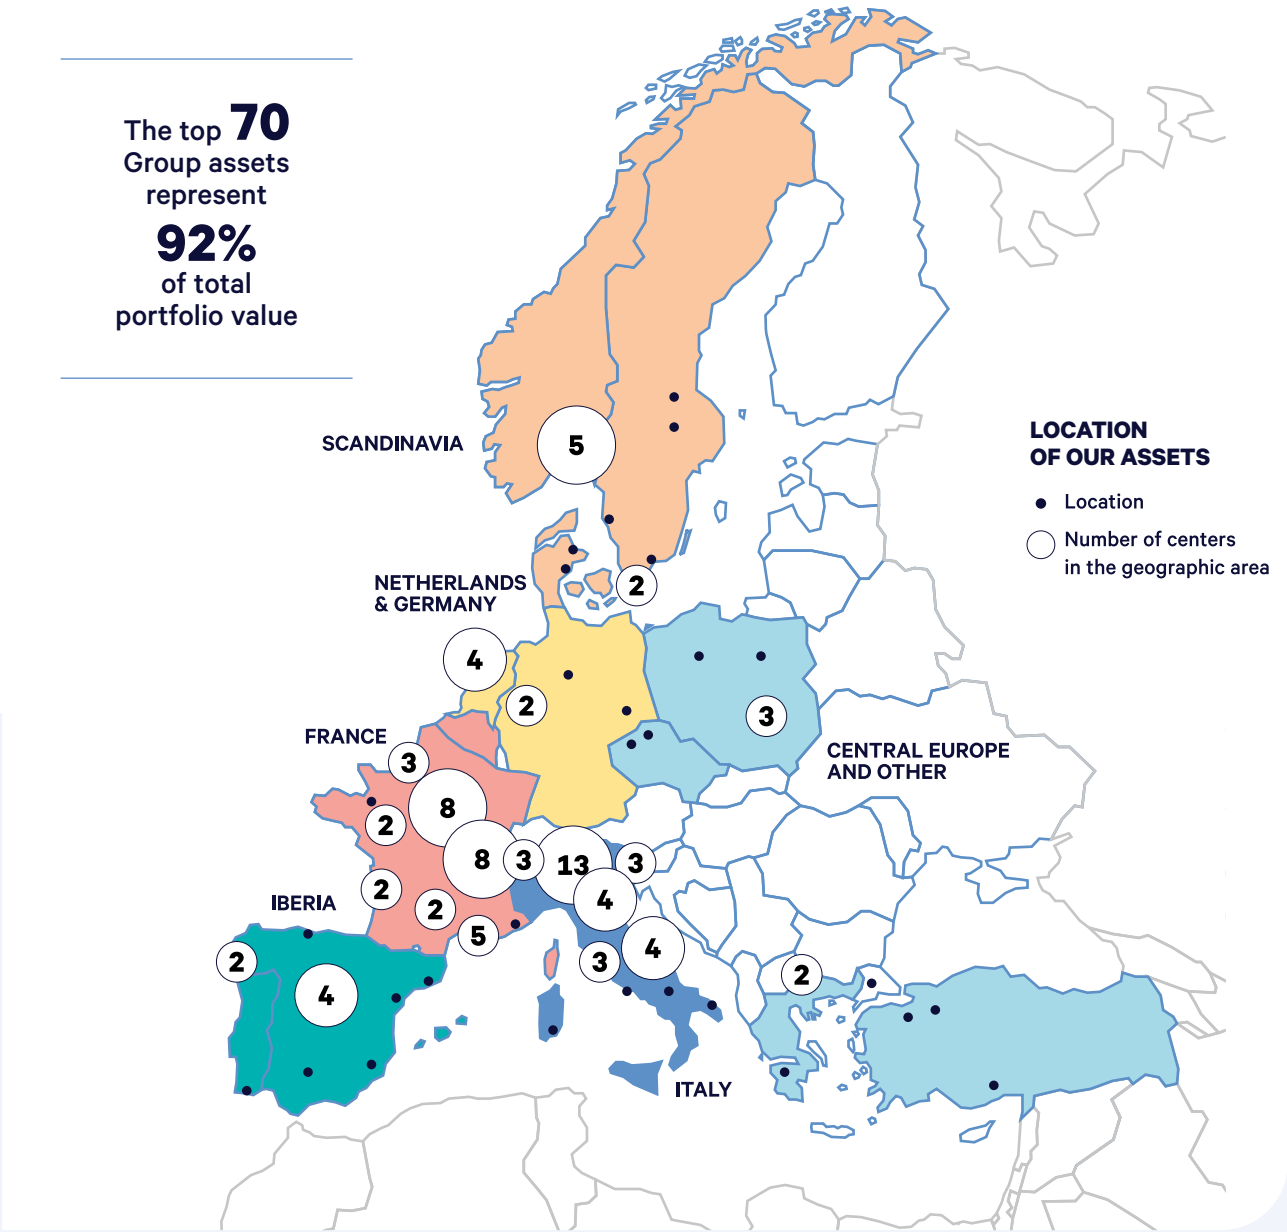 The top 70
Group assets
represent
92%
of total
portfolio value
SCANDINAVIA
5
LOCATION
OF OUR ASSETS
Location
Number of centers
in the geographic area
NETHERLANDS
& GERMANY
2
4
2
3
FRANCE
CENTRAL EUROPE
AND OTHER
3
8
2
8
3
13
3
2
4
2
5
IBERIA
2
4
3
4
2
ITALY